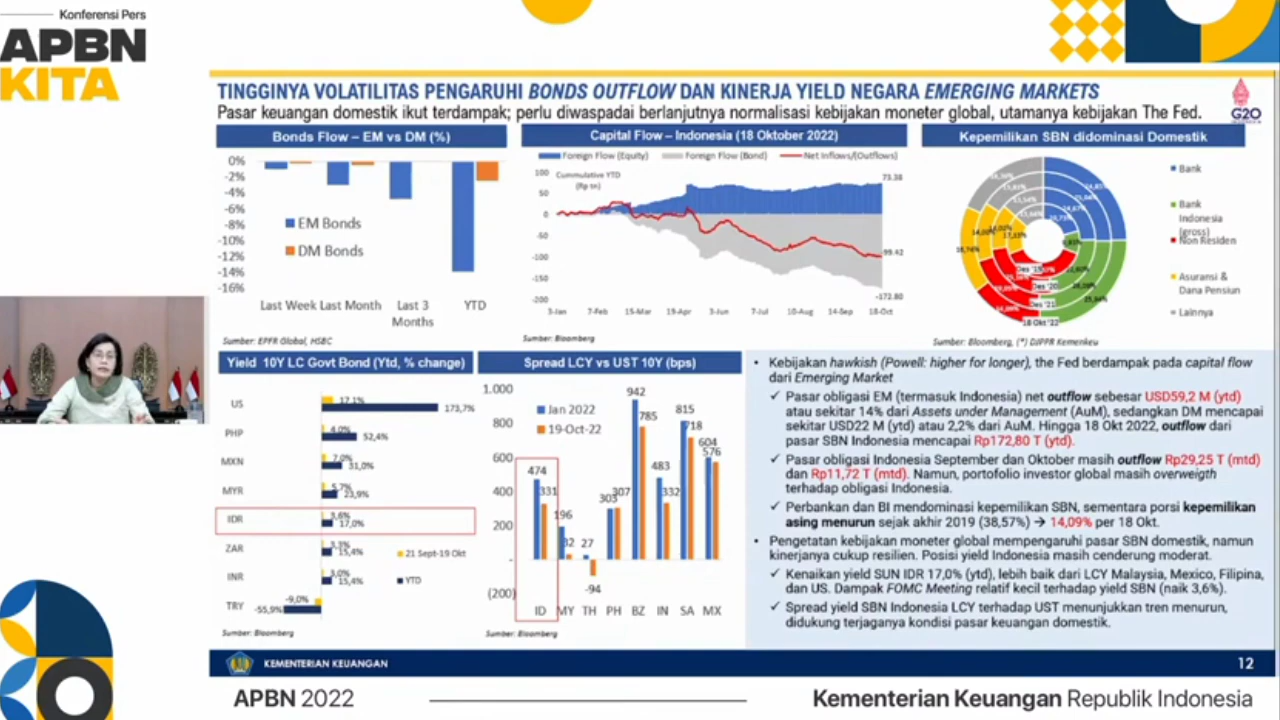 Konferensi Pers
APBN
KITA
TINGGINYA VOLATILITAS PENGARUHI BONDS OUTFLOW DAN KINERJA YIELD NEGARA EMERGING MARKETS
Pasar keuangan domestik ikut terdampak; perlu diwaspadai berlanjutnya normalisasi kebijakan moneter global, utamanya kebijakan The Fed.
G20
Bonds Flow – EM vs DM (%)
0%
-2%
-4%
-6%
-8%
-10%
-12%
-14%
-16%
EM Bonds
DM Bonds
Last Week Last Month Last 3 Months YTD
Sumber: EPFR Global, HSBC
Capital Flow – Indonesia (18 Oktober 2022)
Foreign Flow (Equity) Foreign Flow (Bond) Net Inflows/(Outflows)
Cummulative YTD
(Rp tn)
100
50
0
-50
-100
-150
-200
73.38
-99.42
-172.80
3-Jan 7-Feb 15-Mar 19-Apr 3-Jun 7-Jul 10-Aug 14-Sep 18-Oct
Sumber: Bloomberg
Kepemilikan SBN didominasi Domestik
Bank
Bank Indonesia (gross)
Non Residen
Asuransi & Dana Pensiun
Lainnya
Des '20
Des '21
18 Okt '22
Sumber: Bloomberg, (*) DJPPR Kemenkeu
Yield 10Y LC Govt Bond (Ytd, % change)
US 17,1% 173,7%
PHP 4,0% 52,4%
MXN 7,0% 31,0%
MYR 5,7% 23,9%
IDR 3,6% 17,0%
ZAR 15,4%
INR 3,0% 15,4%
TRY -9,0% -55,9%
21 Sept-19 Okt
YTD
Sumber: Bloomberg
Spread LCY vs UST 10Y (bps)
1.000
800
600
400
200
-
(200)
Jan 2022
19-Oct-22
474 331
196 32
27 -94
303 307
942 785
483 332
815 718
604 576
ID MY TH PH BZ IN SA MX
Sumber: Bloomberg
• Kebijakan hawkish (Powell: higher for longer), the Fed berdampak pada capital flow
dari Emerging Market
✓ Pasar obligasi EM (termasuk Indonesia) net outflow sebesar USD59,2 M (ytd)
atau sekitar 14% dari Assets under Management (AuM), sedangkan DM mencapai
sekitar USD22 M (ytd) atau 2,2% dari AuM. Hingga 18 Okt 2022, outflow dari
pasar SBN Indonesia mencapai Rp172,80 T (ytd).
✓ Pasar obligasi Indonesia September dan Oktober masih outflow Rp29,25 T (mtd)
dan Rp11,72 T (mtd). Namun, portofolio investor global masih overweigth
terhadap obligasi Indonesia.
✓ Perbankan dan BI mendominasi kepemilikan SBN, sementara porsi kepemilikan
asing menurun sejak akhir 2019 (38,57%) → 14,09% per 18 Okt.
• Pengetatan kebijakan moneter global mempengaruhi pasar SBN domestik, namun
kinerjanya cukup resilien. Posisi yield Indonesia masih cenderung moderat.
✓ Kenaikan yield SUN IDR 17,0% (ytd), lebih baik dari LCY Malaysia, Mexico, Filipina,
dan US. Dampak FOMC Meeting relatif kecil terhadap yield SBN (naik 3,6%).
✓ Spread yield SBN Indonesia LCY terhadap UST menunjukkan tren menurun,
didukung terjaganya kondisi pasar keuangan domestik.
KEMENTERIAN KEUANGAN
12
APBN 2022
Kementerian Keuangan Republik Indonesia